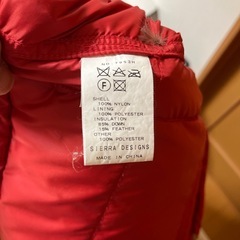 F
SHELL
100% NYLON
LINING
100% POLYESTER
INSULATION
85% DOWN
15% FEATHER
OTHER
100% POLYESTER
SIERRA DESIGNS
MADE IN CHINA